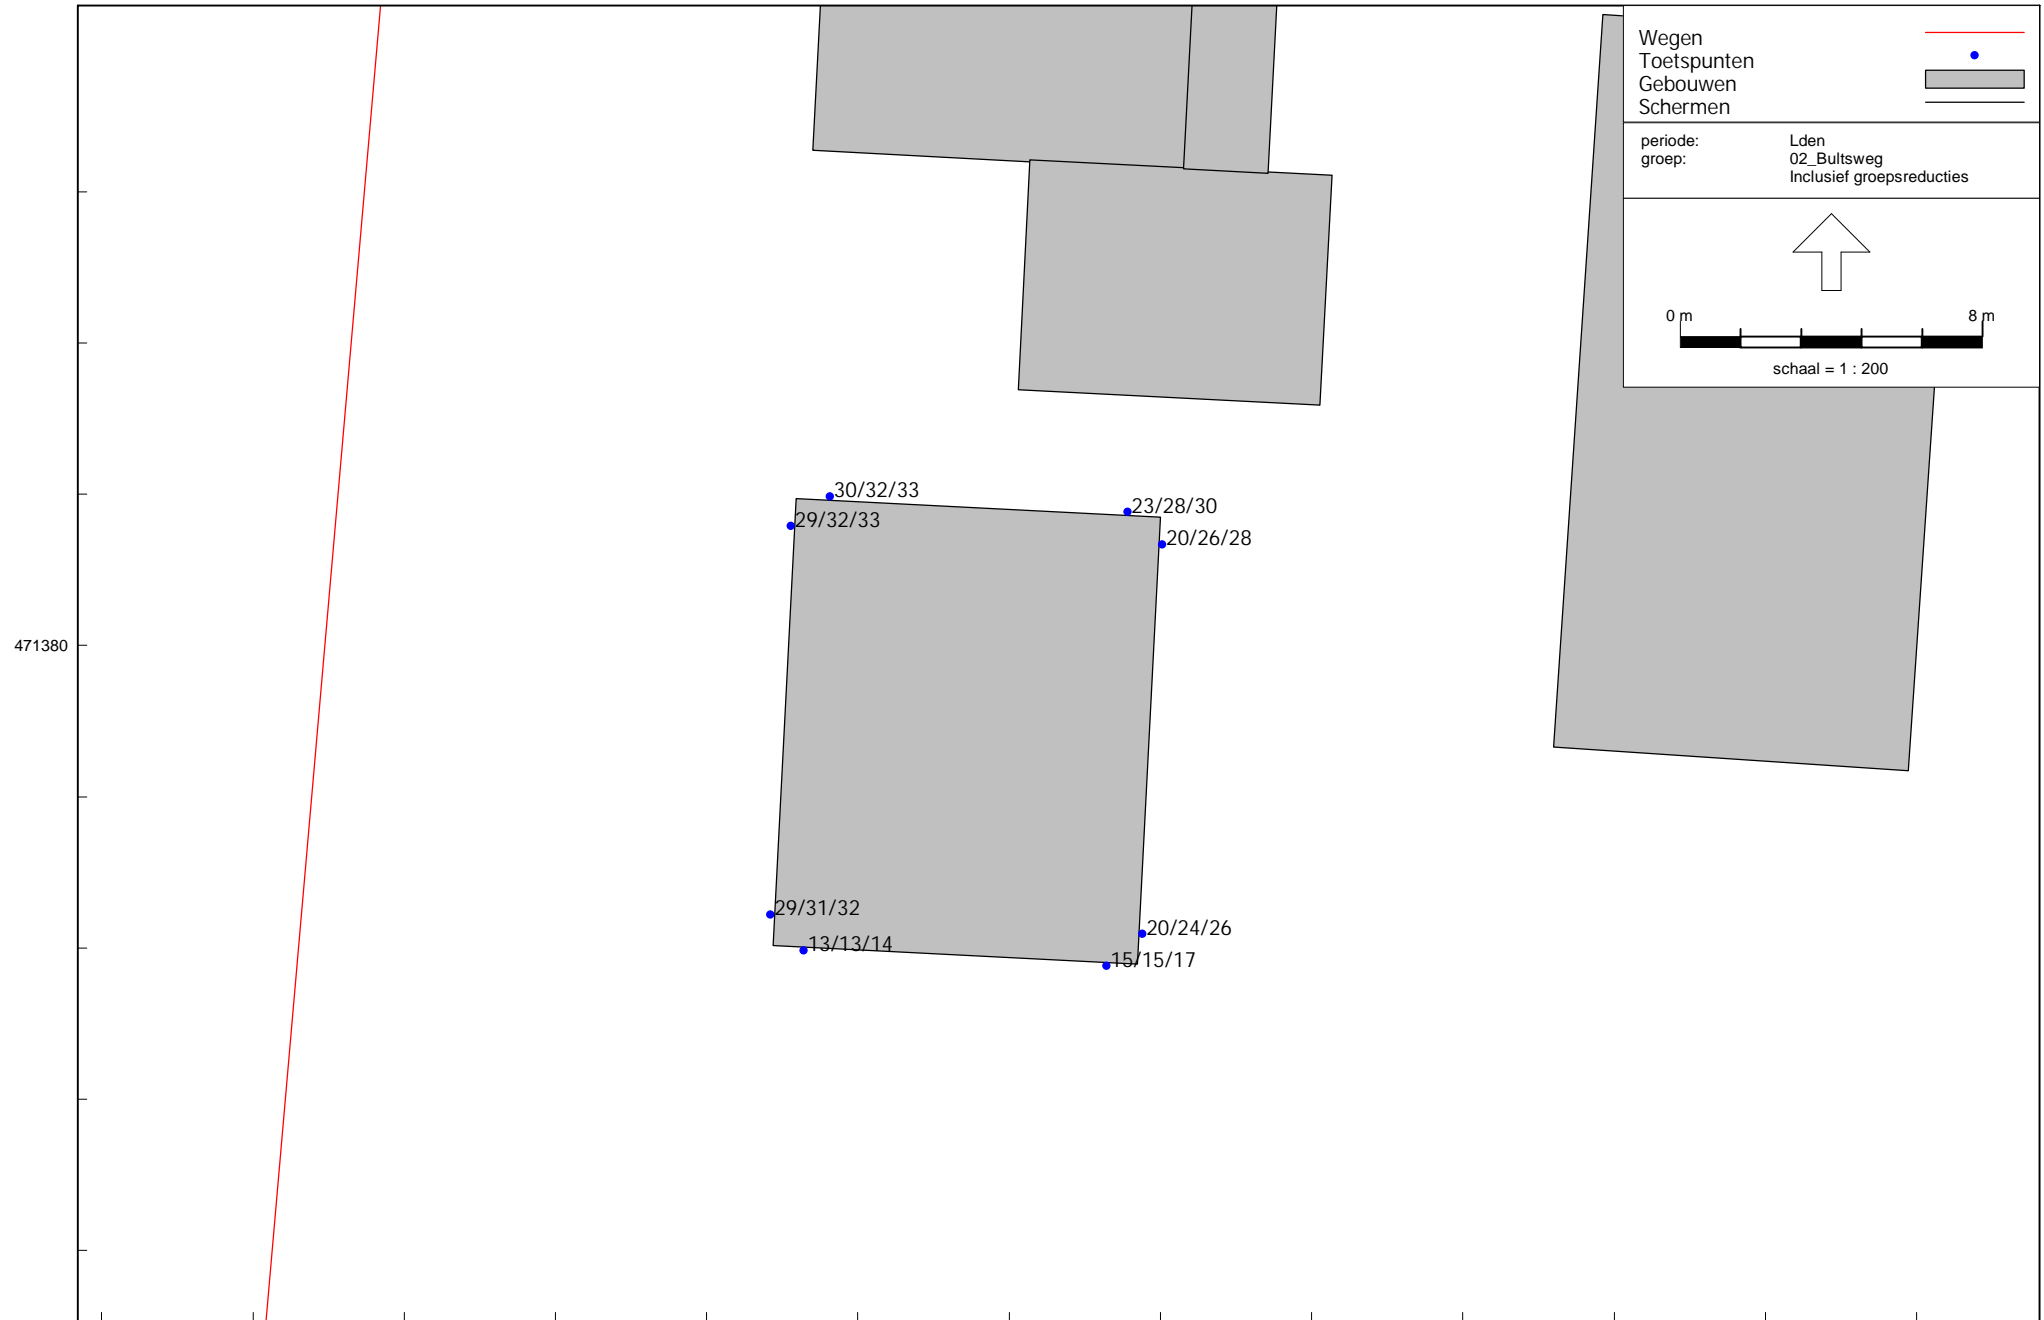 Wegen
Toetspunten
Gebouwen
Schermen
periode: Lden
groep: 02_Bultsweg
Inclusief groepsreducties
0 m 8 m
schaal = 1 : 200
30/32/33
23/28/30
29/32/33
20/26/28
471380
29/31/32
20/24/26
13/13/14
15/15/17